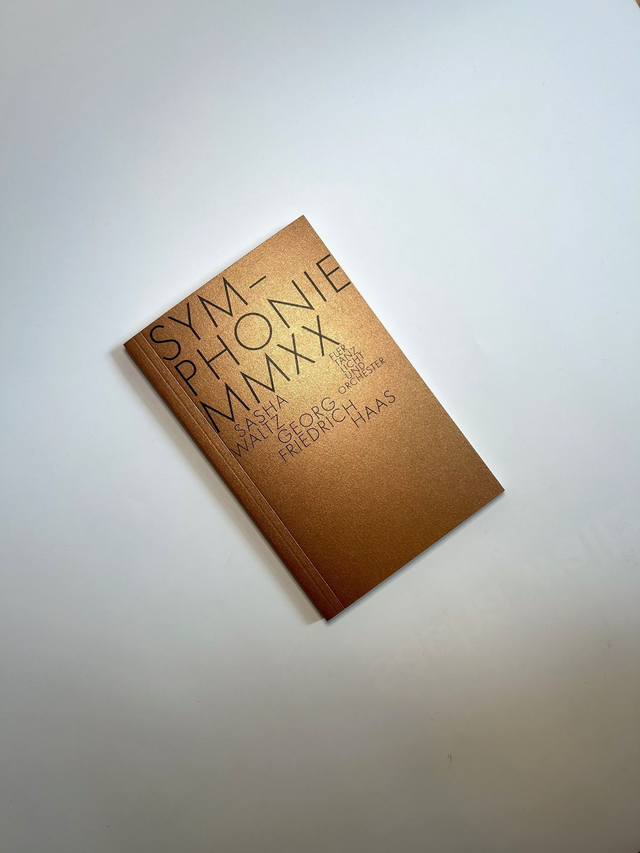 SYM–
PHONIE
MMXX
FÜR
TANZ
LICHT
UND
ORCHESTER
SASHA
WALTZ
GEORG
FRIEDRICH
HAAS